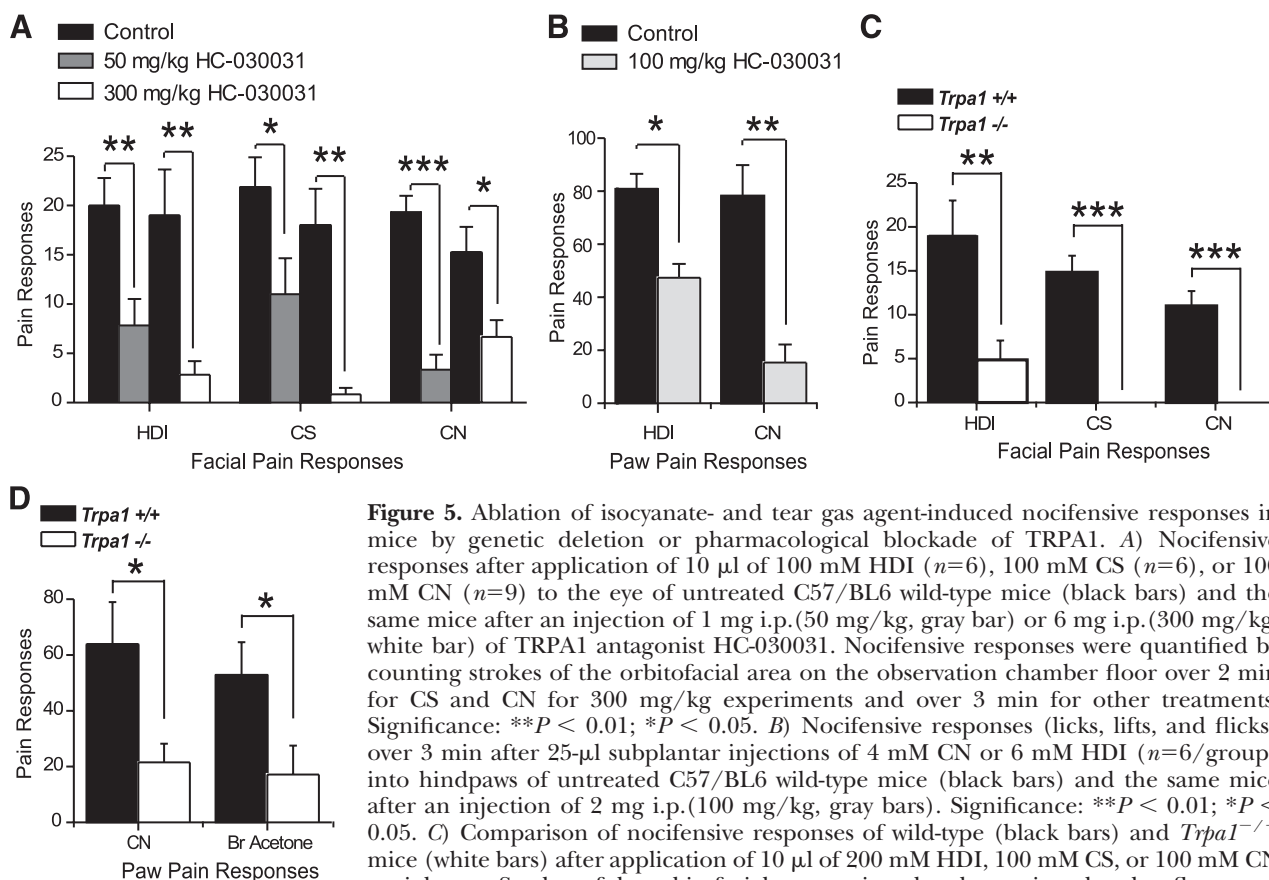 A
Control
50 mg/kg HC-030031
300 mg/kg HC-030031
** ** * ** *** *
25
20
15
10
5
0
Pain Responses
HDI CS CN
Facial Pain Responses
B
Control
100 mg/kg HC-030031
* **
100
80
60
40
20
0
Pain Responses
HDI CN
Paw Pain Responses
C
Trpa1 +/+
Trpa1 -/-
** *** ***
25
20
15
10
5
0
Pain Responses
HDI CS CN
Facial Pain Responses
D
Trpa1 +/+
Trpa1 -/-
* *
80
60
40
20
0
Pain Responses
CN Br Acetone
Paw Pain Responses
Figure 5. Ablation of isocyanate- and tear gas agent-induced nocifensive responses in
mice by genetic deletion or pharmacological blockade of TRPA1. A) Nocifensive
responses after application of 10 μl of 100 mM HDI (n=6), 100 mM CS (n=6), or 100
mM CN (n=9) to the eye of untreated C57/BL6 wild-type mice (black bars) and the
same mice after an injection of 1 mg i.p.(50 mg/kg, gray bar) or 6 mg i.p.(300 mg/kg
white bar) of TRPA1 antagonist HC-030031. Nocifensive responses were quantified
counting strokes of the orbitofacial area on the observation chamber floor over 2 min
for CS and CN for 300 mg/kg experiments and over 3 min for other treatments
Significance: **P < 0.01; *P < 0.05. B) Nocifensive responses (licks, lifts, and flicks
over 3 min after 25-μl subplantar injections of 4 mM CN or 6 mM HDI (n=6/group
into hindpaws of untreated C57/BL6 wild-type mice (black bars) and the same mice
after an injection of 2 mg i.p.(100 mg/kg, gray bars). Significance: **P < 0.01; *P <
0.05. C) Comparison of nocifensive responses of wild-type (black bars) and Trpa1−/−
mice (white bars) after application of 10 μl of 200 mM HDI, 100 mM CS, or 100 mM CN